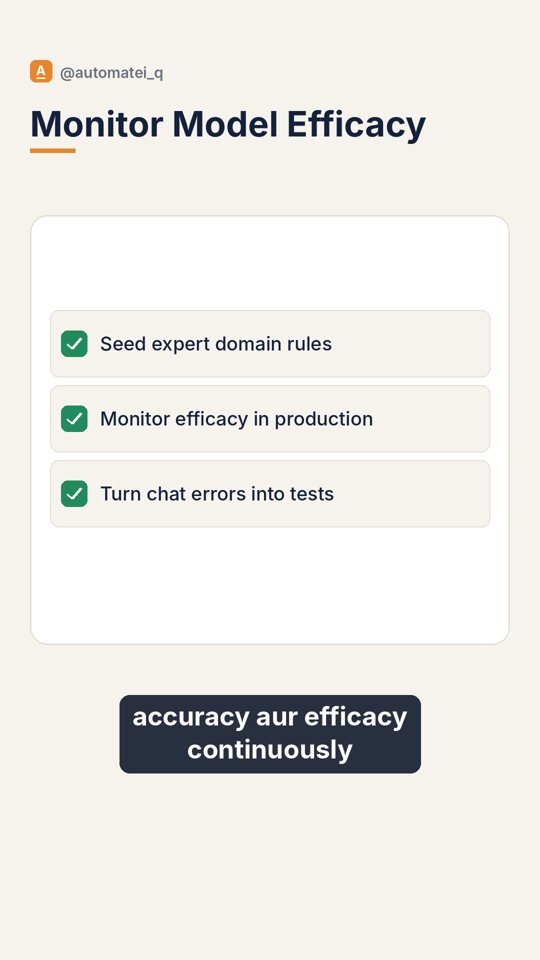 A
@automatei_q
Monitor Model Efficacy
Seed expert domain rules
Monitor efficacy in production
Turn chat errors into tests
accuracy aur efficacy
continuously